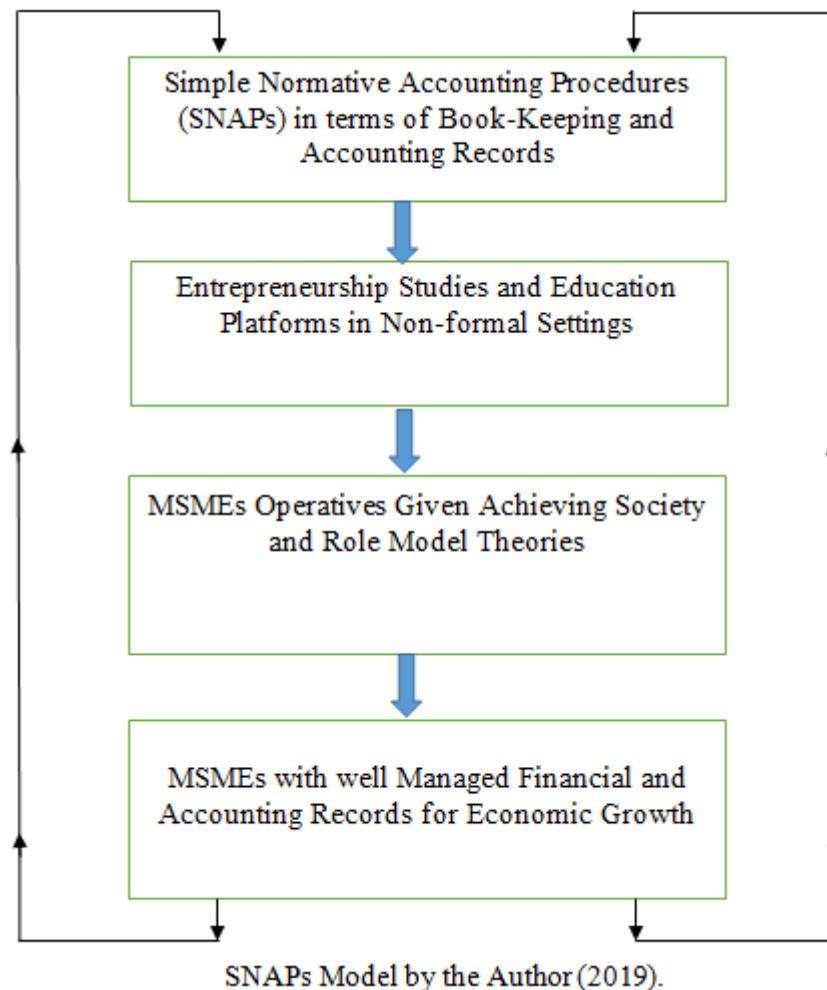 Simple Normative Accounting Procedures
(SNAPs) in terms of Book-Keeping and
Accounting Records
Entrepreneurship Studies and Education
Platforms in Non-formal Settings
MSMEs Operatives Given Achieving Society
and Role Model Theories
MSMEs with well Managed Financial and
Accounting Records for Economic Growth
SNAPs Model by the Author (2019).